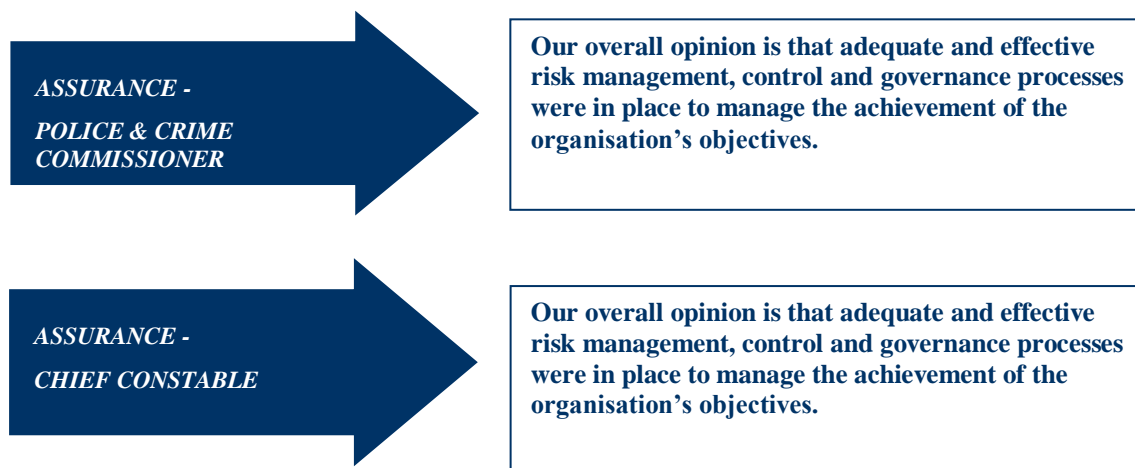 ASSURANCE -
POLICE & CRIME
COMMISSIONER
Our overall opinion is that adequate and effective
risk management, control and governance processes
were in place to manage the achievement of the
organisation’s objectives.
ASSURANCE -
CHIEF CONSTABLE
Our overall opinion is that adequate and effective
risk management, control and governance processes
were in place to manage the achievement of the
organisation’s objectives.